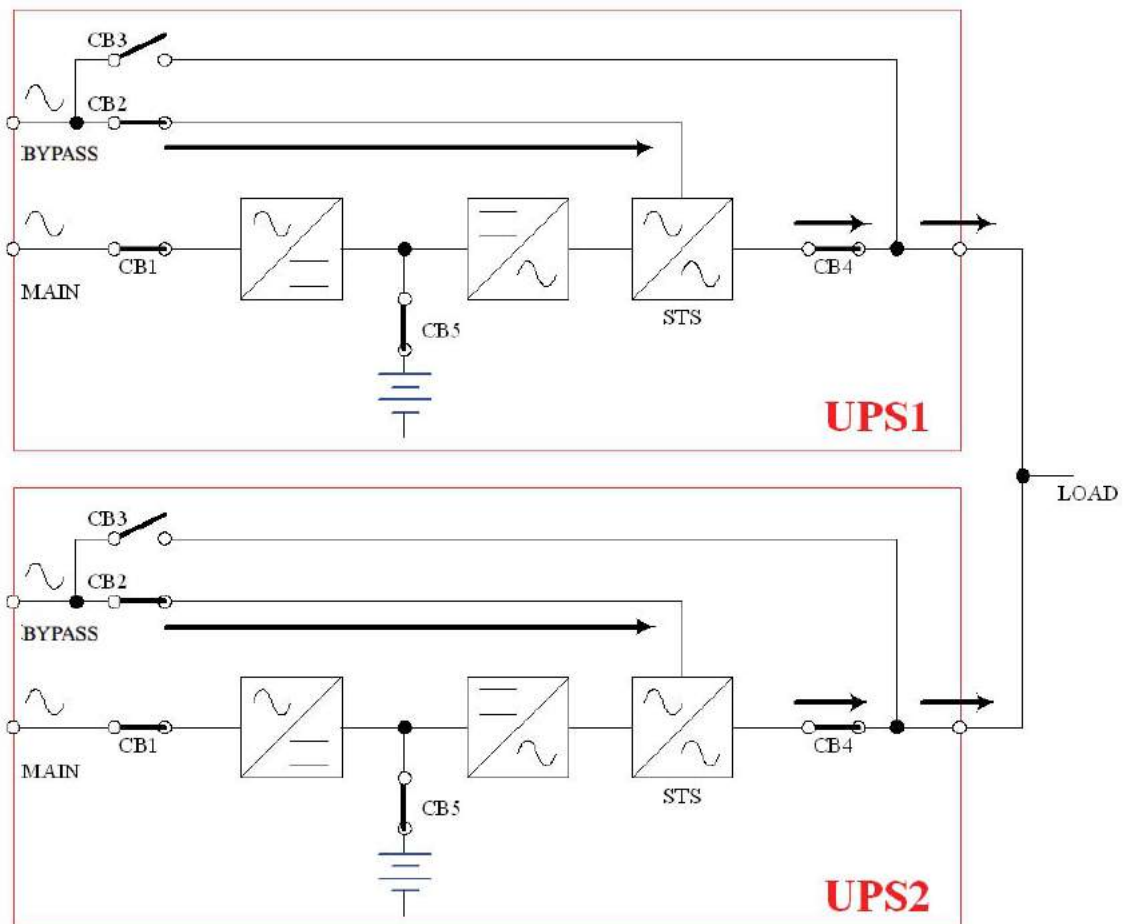 CB3
CB2
BYPASS
CB1
MAIN
CB5
STS
CB4
UPS1
LOAD
CB3
CB2
BYPASS
CB1
MAIN
CB5
STS
CB4
UPS2